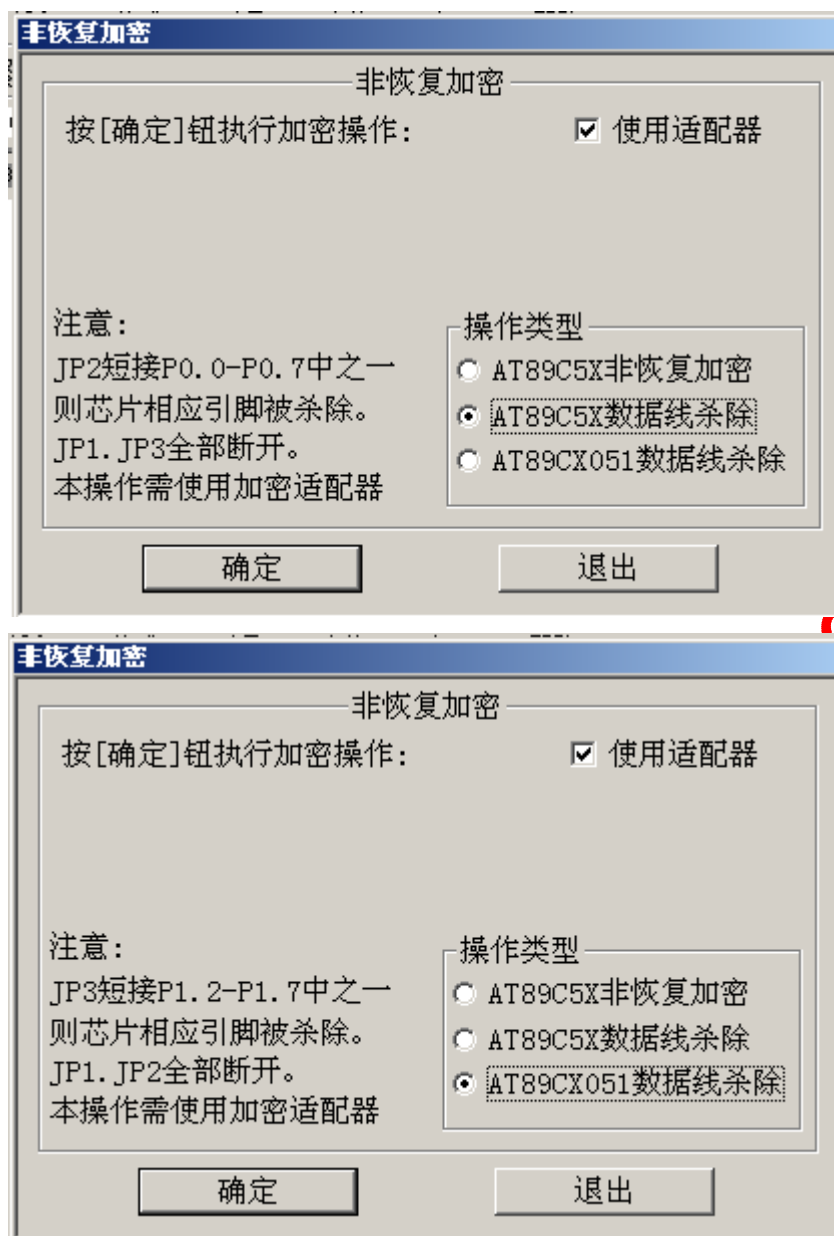 非恢复加密
非恢复加密
按[确定]钮执行加密操作: 使用适配器
注意:
JP2短接P0.0-P0.7中之一
则芯片相应引脚被杀除。
JP1.JP3全部断开。
本操作需使用加密适配器
操作类型
AT89C5X非恢复加密
AT89C5X数据线杀除
AT89CX051数据线杀除
确定 退出
非恢复加密
非恢复加密
按[确定]钮执行加密操作: 使用适配器
注意:
JP3短接P1.2-P1.7中之一
则芯片相应引脚被杀除。
JP1.JP2全部断开。
本操作需使用加密适配器
操作类型
AT89C5X非恢复加密
AT89C5X数据线杀除
AT89CX051数据线杀除
确定 退出